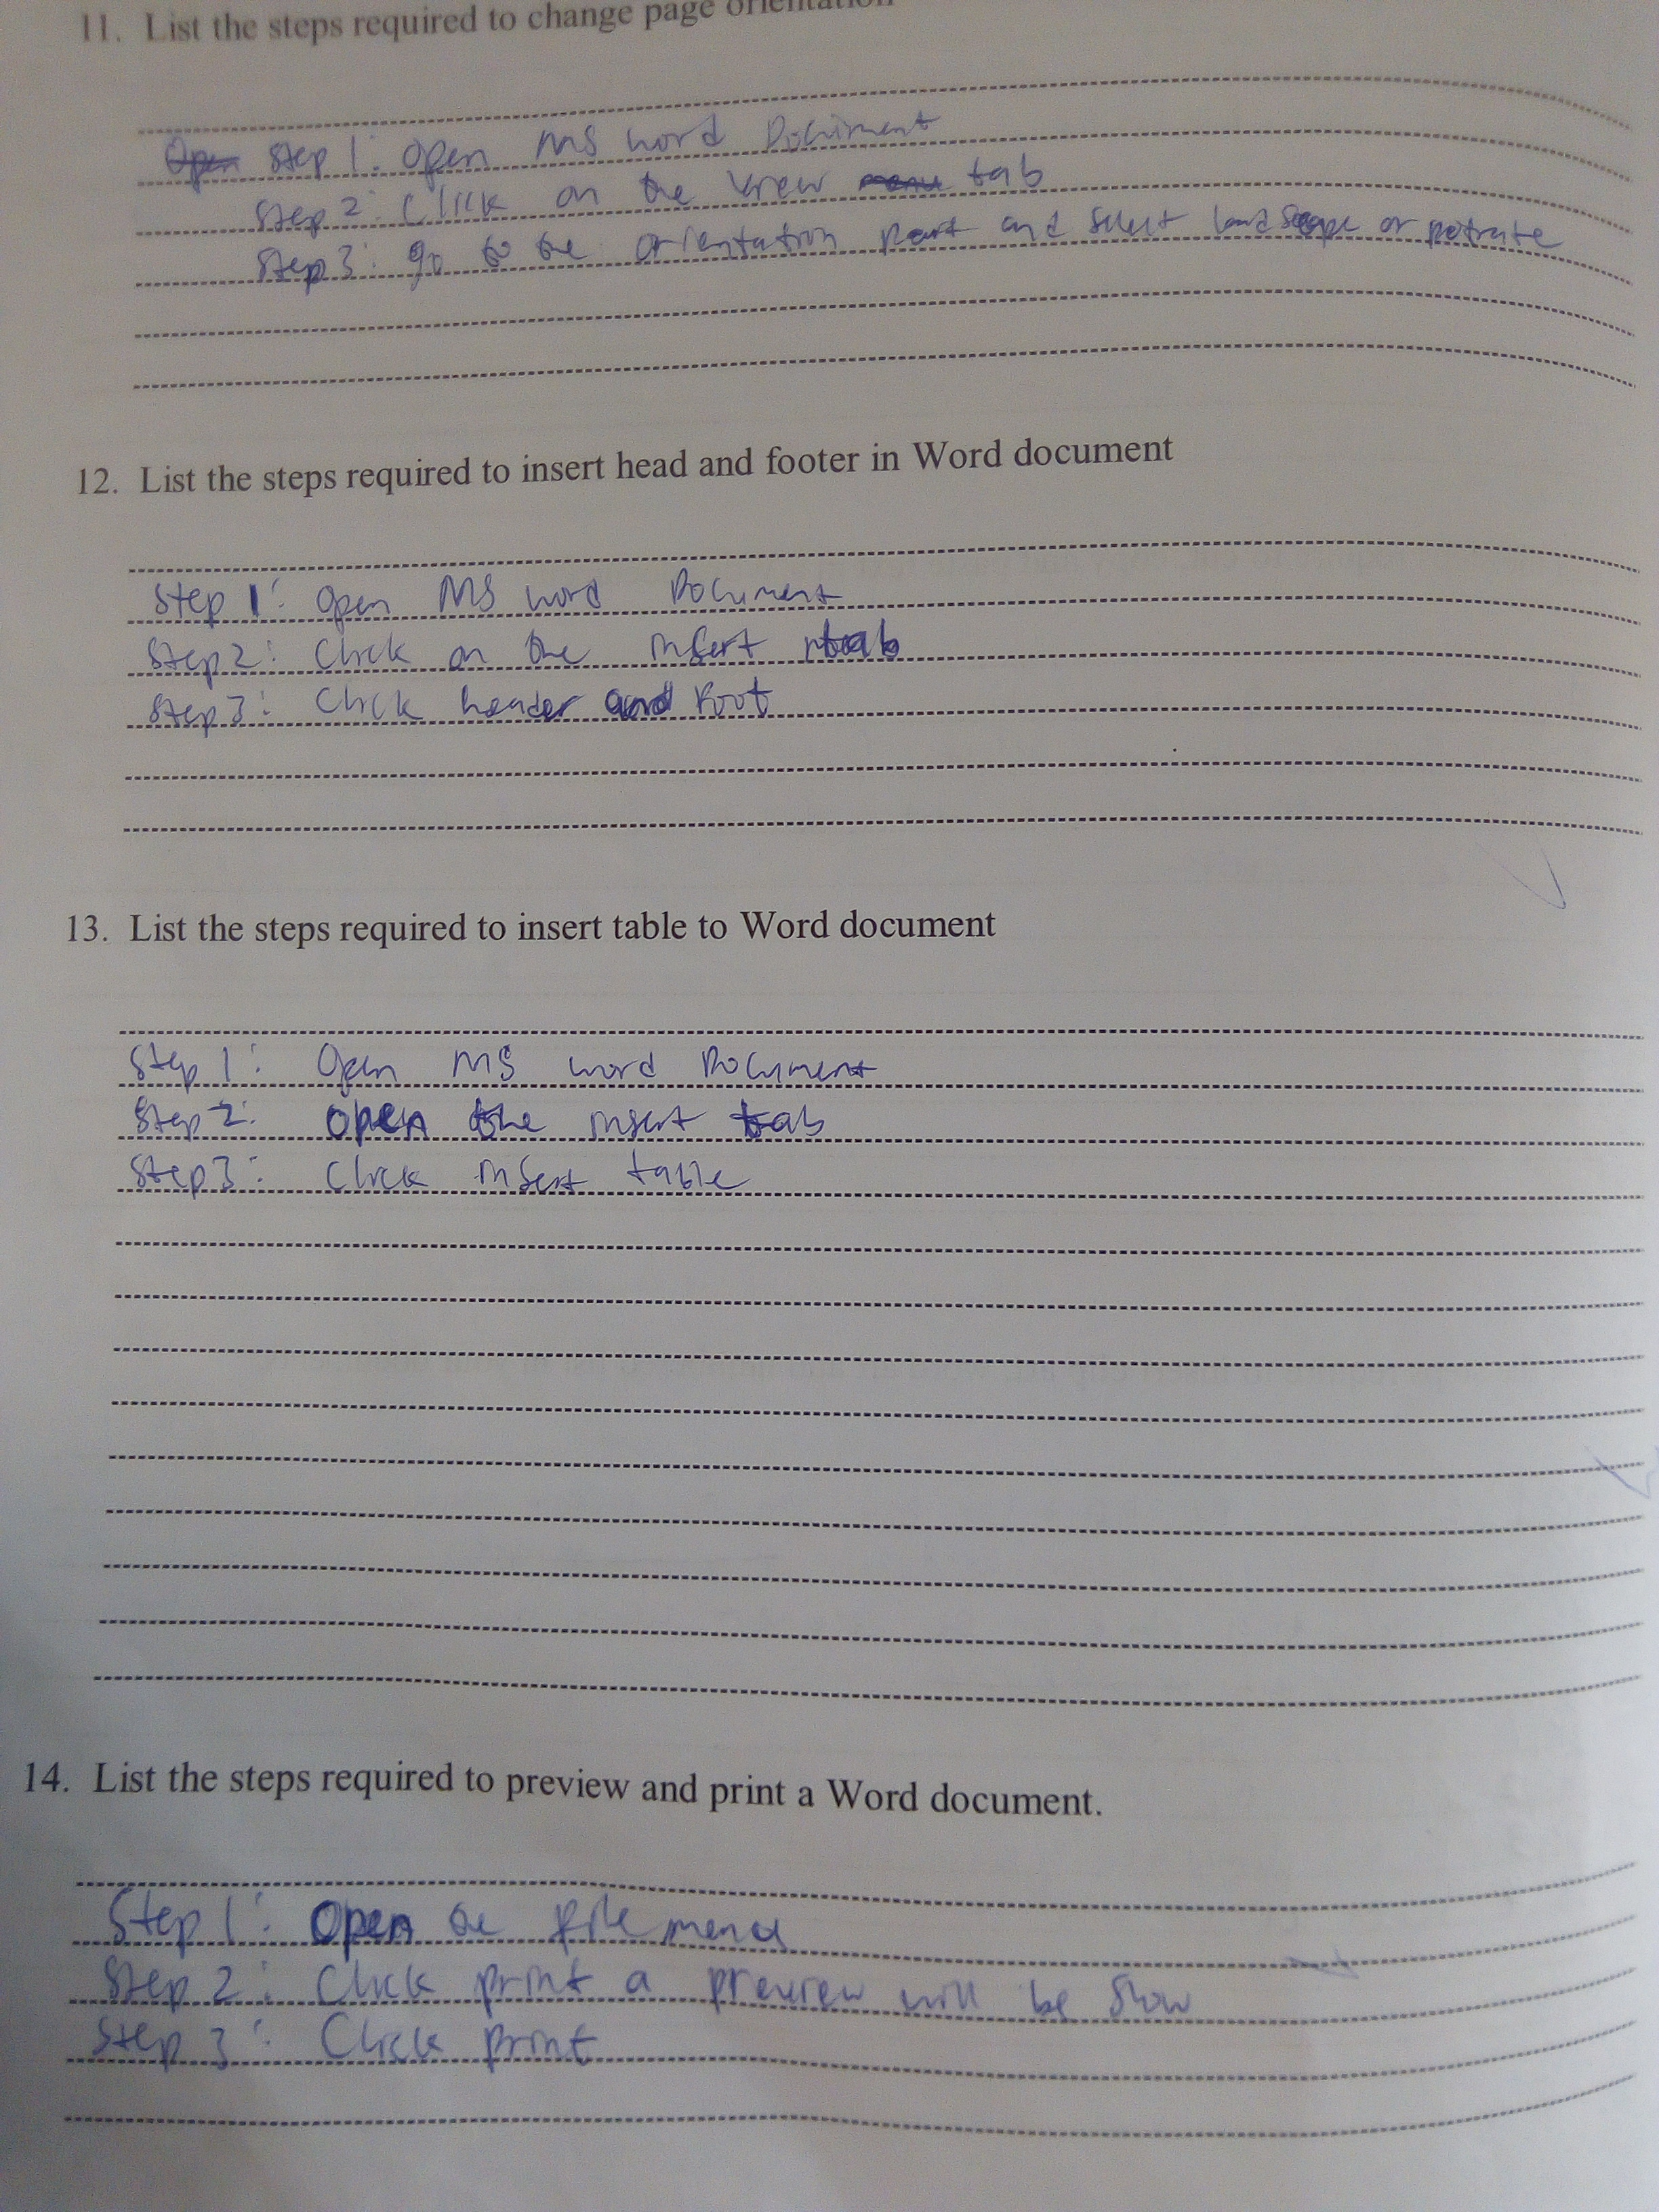 11. List the steps required to change page orientation
Open Step 1: Open MS word Document
Step 2: Click on the view menu tab
Step 3: go to the orientation part and select landscape or potrate
12. List the steps required to insert head and footer in Word document
Step 1: Open MS word Document
Step 2: Click on the insert tab
Step 3: Click header and Foot
13. List the steps required to insert table to Word document
Step 1: Open MS word Document
Step 2: Open the insert tab
Step 3: Click insert table
14. List the steps required to preview and print a Word document.
Step 1: Open the file menu
Step 2: Click print a preview will be show
Step 3: Click print